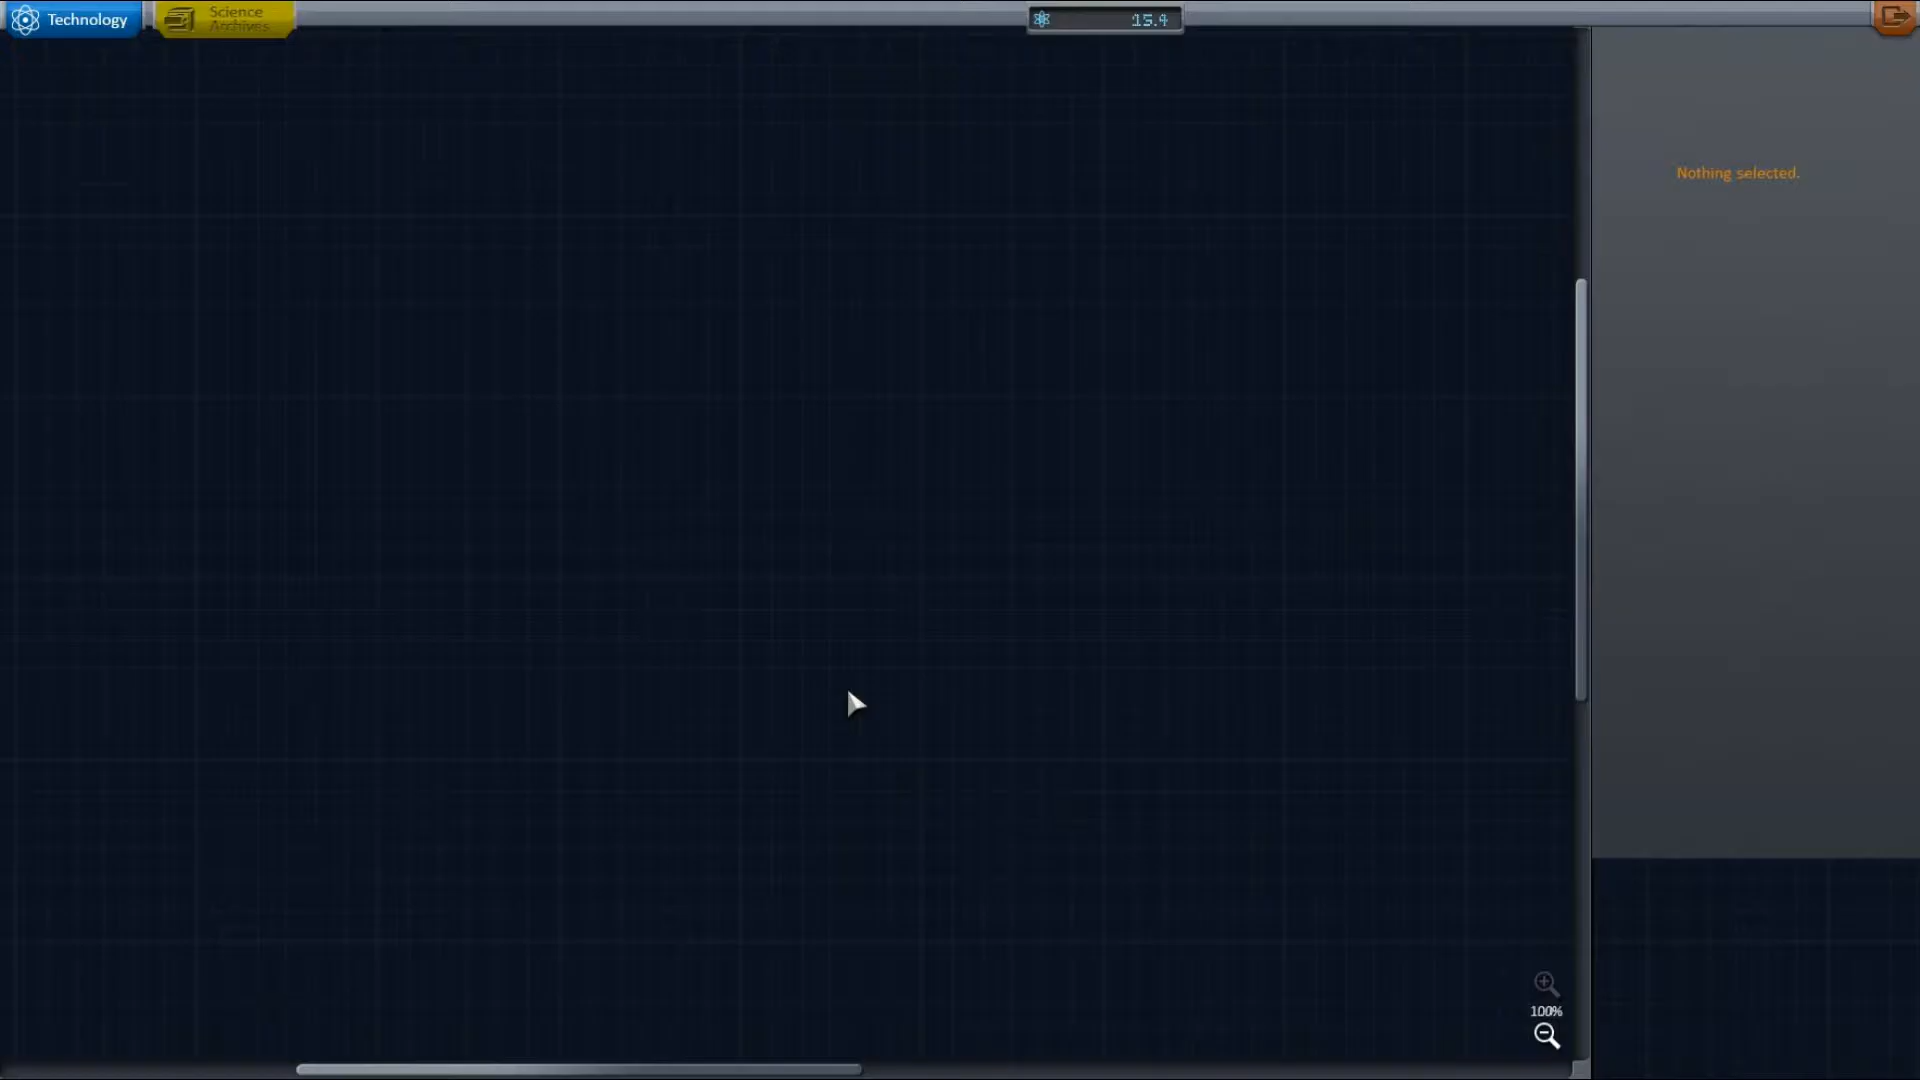 Technology
Science
Archives
15.4
Nothing selected.
100%